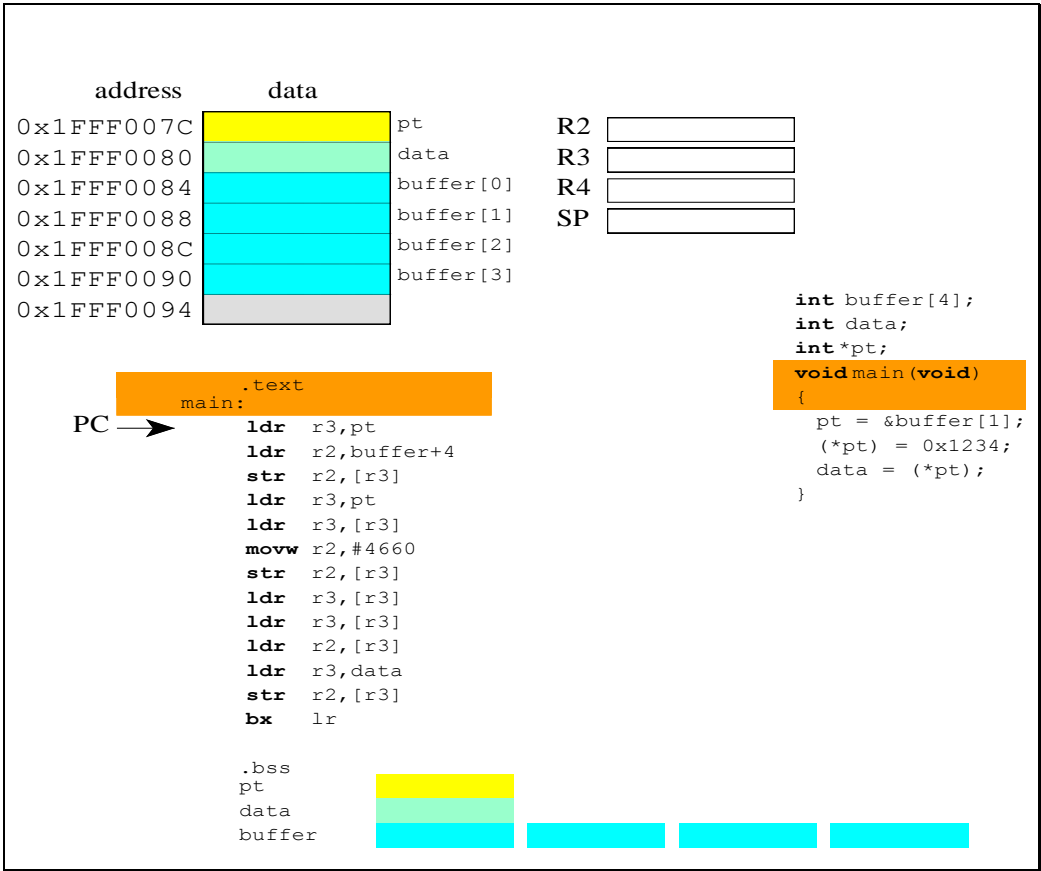 address data
0x1FFF007C pt
0x1FFF0080 data
0x1FFF0084 buffer[0]
0x1FFF0088 buffer[1]
0x1FFF008C buffer[2]
0x1FFF0090 buffer[3]
0x1FFF0094
R2
R3
R4
SP
int buffer[4];
int data;
int *pt;
void main(void)
{
pt = &buffer[1];
(*pt) = 0x1234;
data = (*pt);
}
.text
main:
PC
ldr r3,pt
ldr r2,buffer+4
str r2,[r3]
ldr r3,pt
ldr r3,[r3]
movw r2,#4660
str r2,[r3]
ldr r3,[r3]
ldr r3,[r3]
ldr r2,[r3]
ldr r3,data
str r2,[r3]
bx lr
.bss
pt
data
buffer